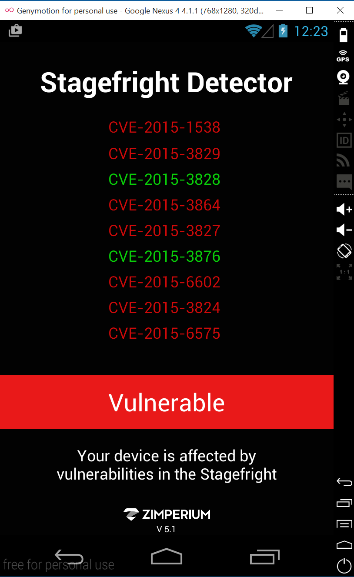 Genymotion for personal use - Google Nexus 4 4.1.1 (768x1280, 320d...
12:23
GPS
Stagefright Detector
CVE-2015-1538
CVE-2015-3829
CVE-2015-3828
CVE-2015-3864
CVE-2015-3827
CVE-2015-3876
CVE-2015-6602
CVE-2015-3824
CVE-2015-6575
ID
1:1
Vulnerable
Your device is affected by
vulnerabilities in the Stagefright
ZIMPERIUM
V 5.1
free for personal use